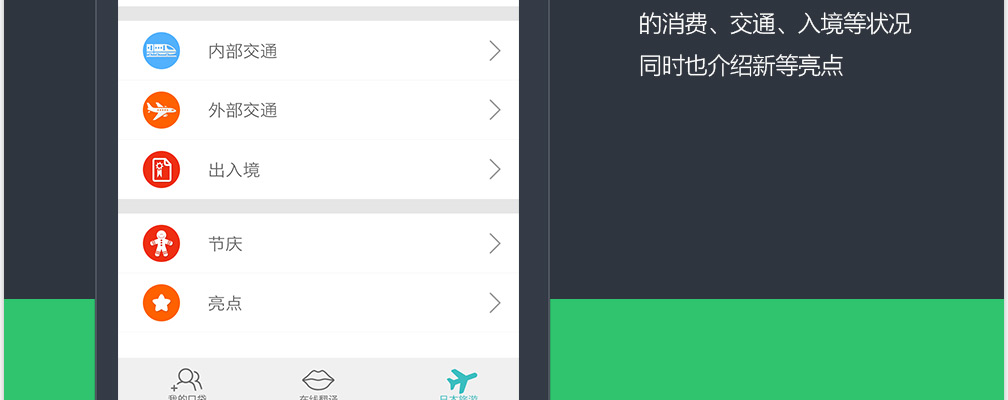 的消费、交通、入境等状况
同时也介绍新等亮点
内部交通
外部交通
出入境
节庆
亮点
我的口袋
在线翻译
日本旅游